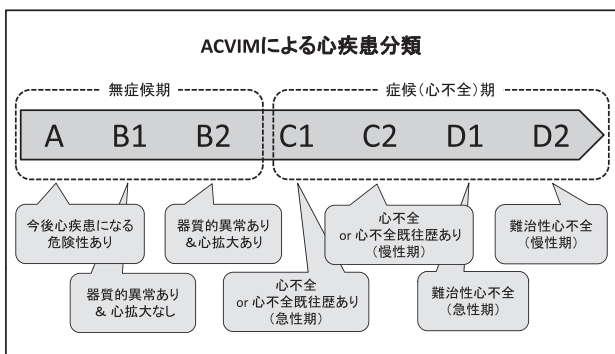 ACVIMによる心疾患分類
無症候期
症候(心不全)期
A B1 B2 C1 C2 D1 D2
今後心疾患になる
危険性あり
器質的異常あり
& 心拡大なし
器質的異常あり
&心拡大あり
心不全
or 心不全既往歴あり
(急性期)
心不全
or 心不全既往歴あり
(慢性期)
難治性心不全
(急性期)
難治性心不全
(慢性期)